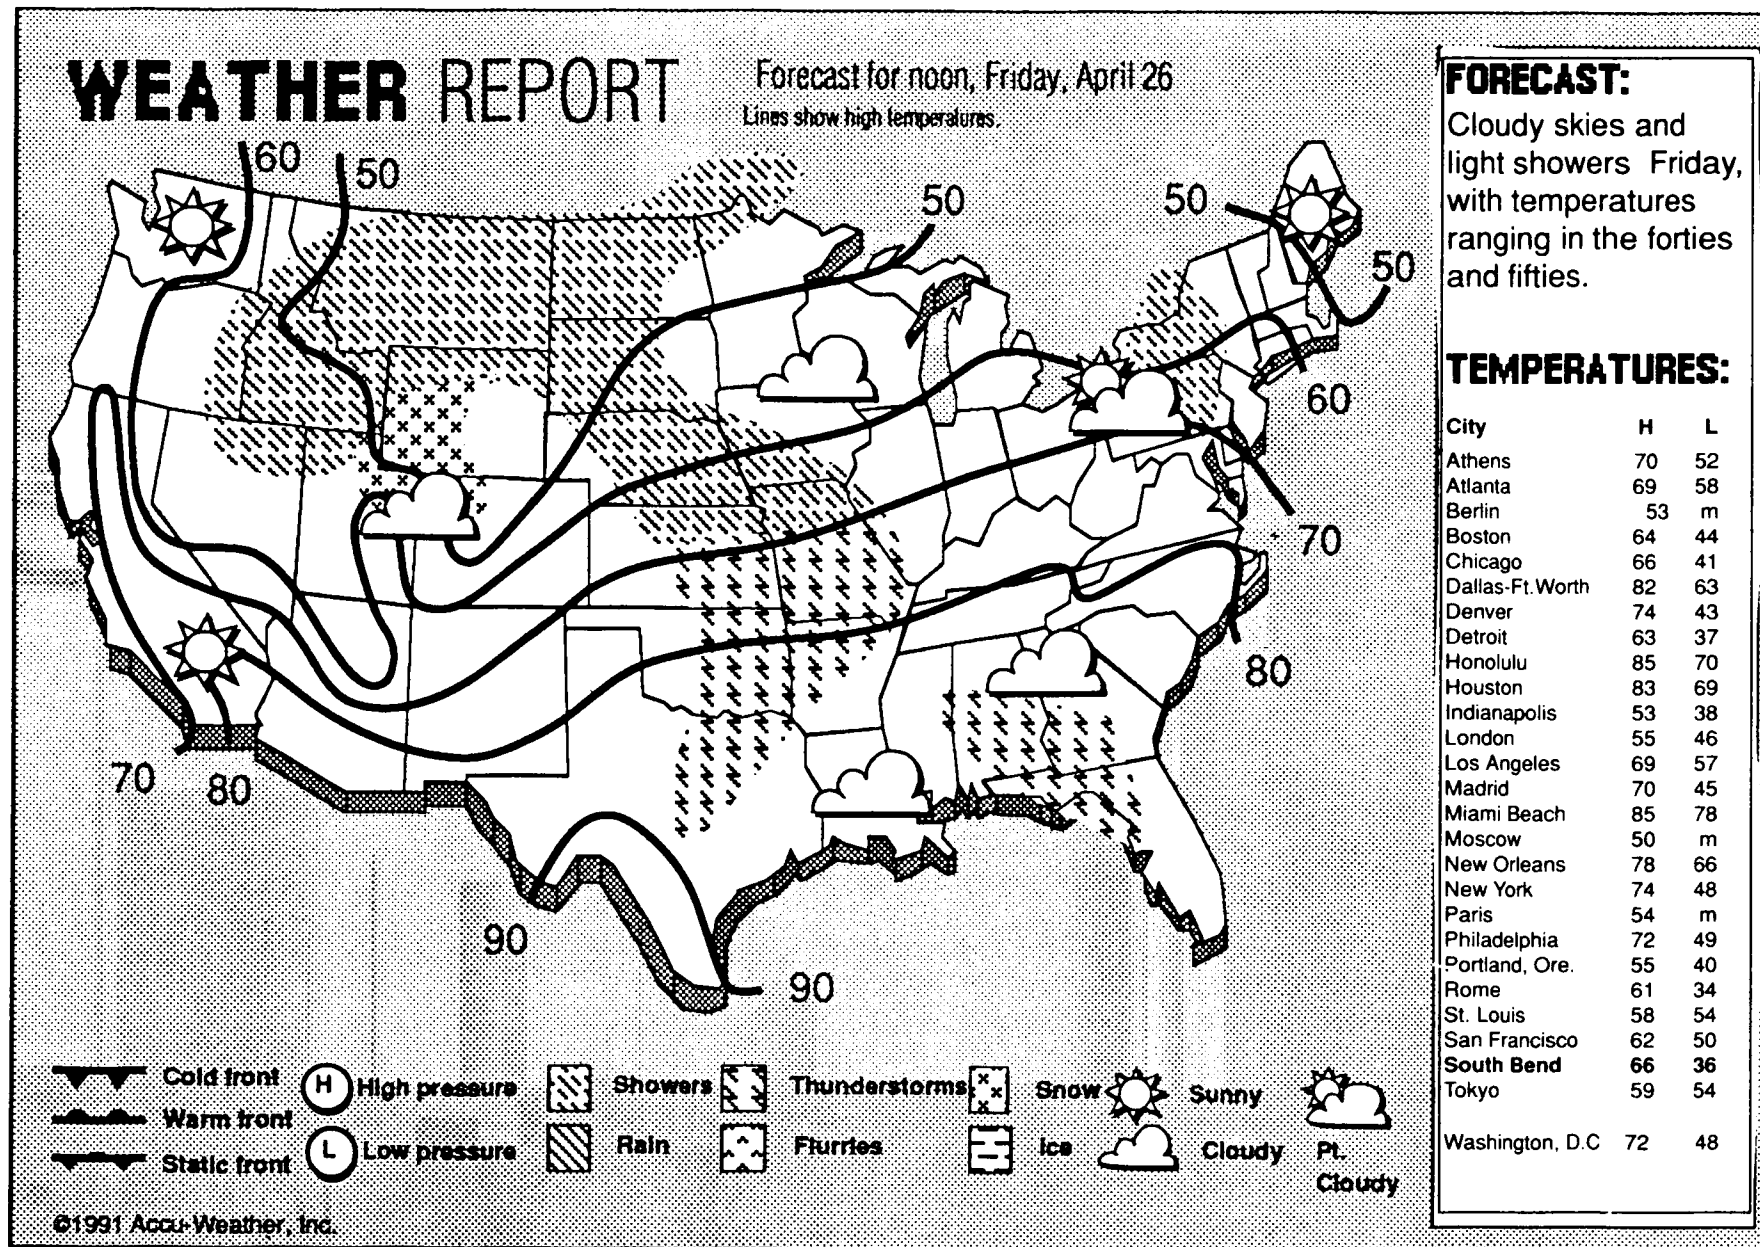 WEATHER REPORT
Forecast for noon, Friday, April 26
Lines show high temperatures.
60
50
50
50
50
60
70
80
70
80
90
90
Cold front
Warm front
Static front
H High pressure
L Low pressure
Showers
Rain
Thunderstorms
Flurries
Snow
Ice
Sunny
Cloudy
Pt.
Cloudy
©1991 Accu-Weather, Inc.
FORECAST:
Cloudy skies and
light showers Friday,
with temperatures
ranging in the forties
and fifties.
TEMPERATURES:
City H L
Athens 70 52
Atlanta 69 58
Berlin 53 m
Boston 64 44
Chicago 66 41
Dallas-Ft.Worth 82 63
Denver 74 43
Detroit 63 37
Honolulu 85 70
Houston 83 69
Indianapolis 53 38
London 55 46
Los Angeles 69 57
Madrid 70 45
Miami Beach 85 78
Moscow 50 m
New Orleans 78 66
New York 74 48
Paris 54 m
Philadelphia 72 49
Portland, Ore. 55 40
Rome 61 34
St. Louis 58 54
San Francisco 62 50
South Bend 66 36
Tokyo 59 54
Washington, D.C 72 48